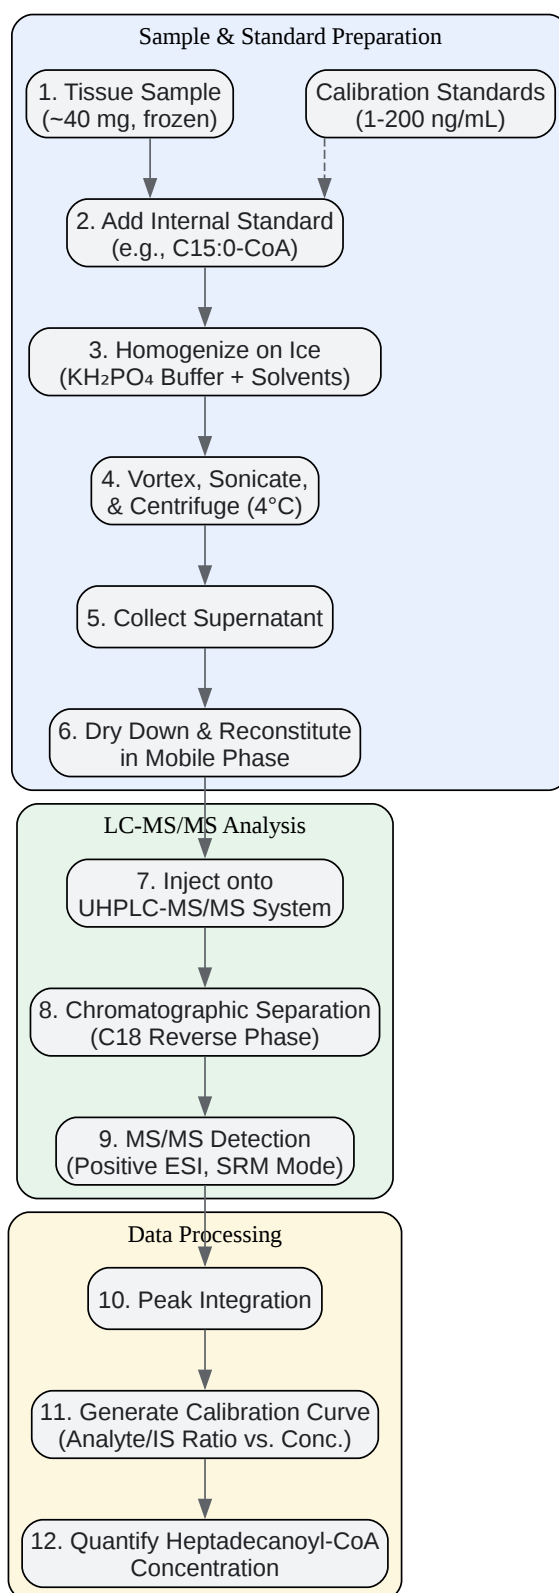 Sample & Standard Preparation
1. Tissue Sample
(~40 mg, frozen)
Calibration Standards
(1-200 ng/mL)
2. Add Internal Standard
(e.g., C15:0-CoA)
3. Homogenize on Ice
(KH₂PO₄ Buffer + Solvents)
4. Vortex, Sonicate,
& Centrifuge (4°C)
5. Collect Supernatant
6. Dry Down & Reconstitute
in Mobile Phase
LC-MS/MS Analysis
7. Inject onto
UHPLC-MS/MS System
8. Chromatographic Separation
(C18 Reverse Phase)
9. MS/MS Detection
(Positive ESI, SRM Mode)
Data Processing
10. Peak Integration
11. Generate Calibration Curve
(Analyte/IS Ratio vs. Conc.)
12. Quantify Heptadecanoyl-CoA
Concentration